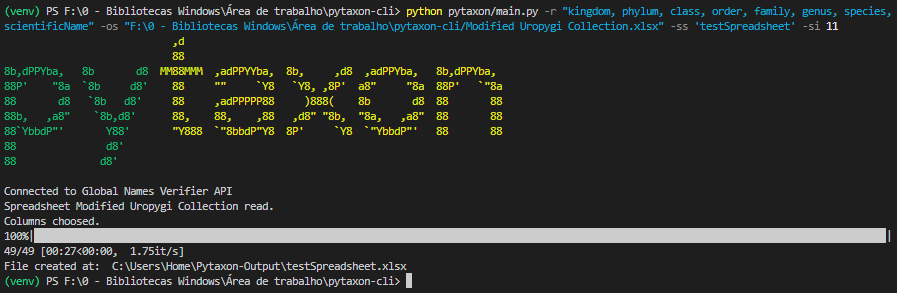 (venv) PS F:\0 - Bibliotecas Windows\Área de trabalho\pytaxon-cli> python pytaxon/main.py -r "kingdom, phylum, class, order, family, genus, species,
scientificName" -os "F:\0 - Bibliotecas Windows\Área de trabalho\pytaxon-cli/Modified Uropygi Collection.xlsx" -ss 'testSpreadsheet' -si 11
                             ,d
                             88
8b,dPPYba,   8b       d8  MM88MMM  ,adPPYYba,  8b,     ,d8  ,adPPYba,   8b,dPPYba,
88P'    "8a  `8b     d8'     88     ""     `Y8   `Y8, ,8P'  a8"     "8a  88P'   `"8a
88       d8   `8b   d8'      88     ,adPPPPP88     )888(    8b       d8  88       88
88b,   ,a8"    `8b,d8'       88,    88,    ,88   ,d8" "8b,  "8a,   ,a8"  88       88
88`YbbdP"'       Y88'        "Y888  `"8bbdP"Y8  8P'     `Y8  `"YbbdP"'   88       88
88               d8'
88              d8'
Connected to Global Names Verifier API
Spreadsheet Modified Uropygi Collection read.
Columns choosed.
100%|██████████|
49/49 [00:27<00:00,  1.75it/s]
File created at:  C:\Users\Home\Pytaxon-Output\testSpreadsheet.xlsx
(venv) PS F:\0 - Bibliotecas Windows\Área de trabalho\pytaxon-cli>